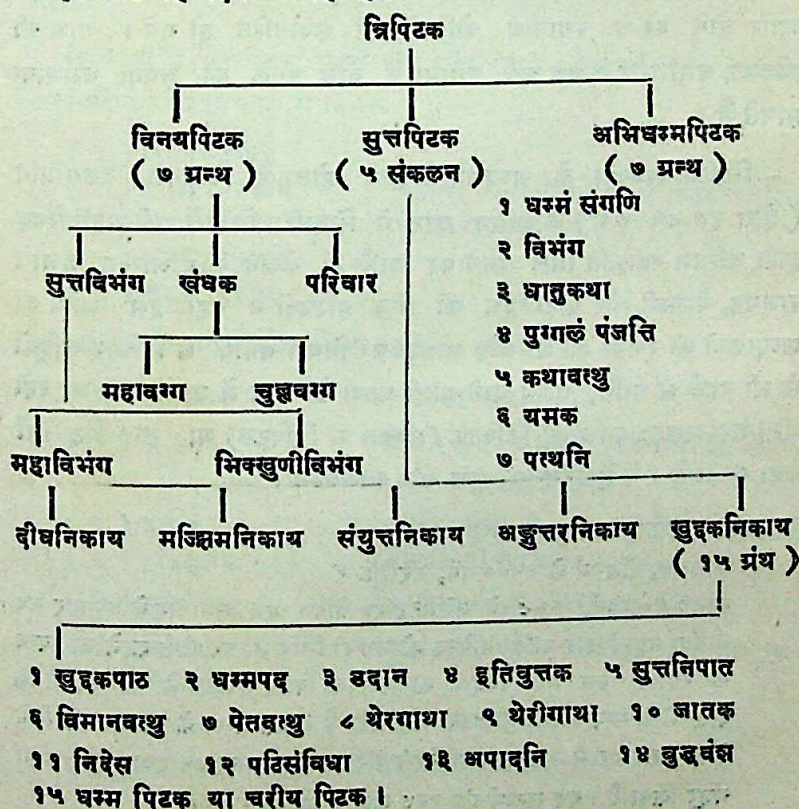 त्रिपिटक
विनयपिटक सुत्तपिटक अभिधम्मपिटक
( ७ ग्रन्थ ) ( ५ संकलन ) ( ७ ग्रन्थ )
१ धम्मं संगणि
२ विभंग
३ धातुकथा
४ पुग्गलं पंजत्ति
५ कथावत्थु
६ यमक
७ पत्थनि
सुत्तविभंग खंधक परिवार
महावग्ग चुल्लवग्ग
महाविभंग भिक्खुणीविभंग
दीघनिकाय मज्झिमनिकाय संयुत्तनिकाय अङ्गुत्तरनिकाय खुद्दकनिकाय
( १५ ग्रंथ )
१ खुद्दकपाठ २ धम्मपद ३ उदान ४ इतिवुत्तक ५ सुत्तनिपात
६ विमानवत्थु ७ पेतवत्थु ८ थेरगाथा ९ थेरीगाथा १० जातक
११ निदेस १२ पटिसंविधा १३ अपादनि १४ बुद्धवंश
१५ धम्म पिटक या चरीय पिटक ।